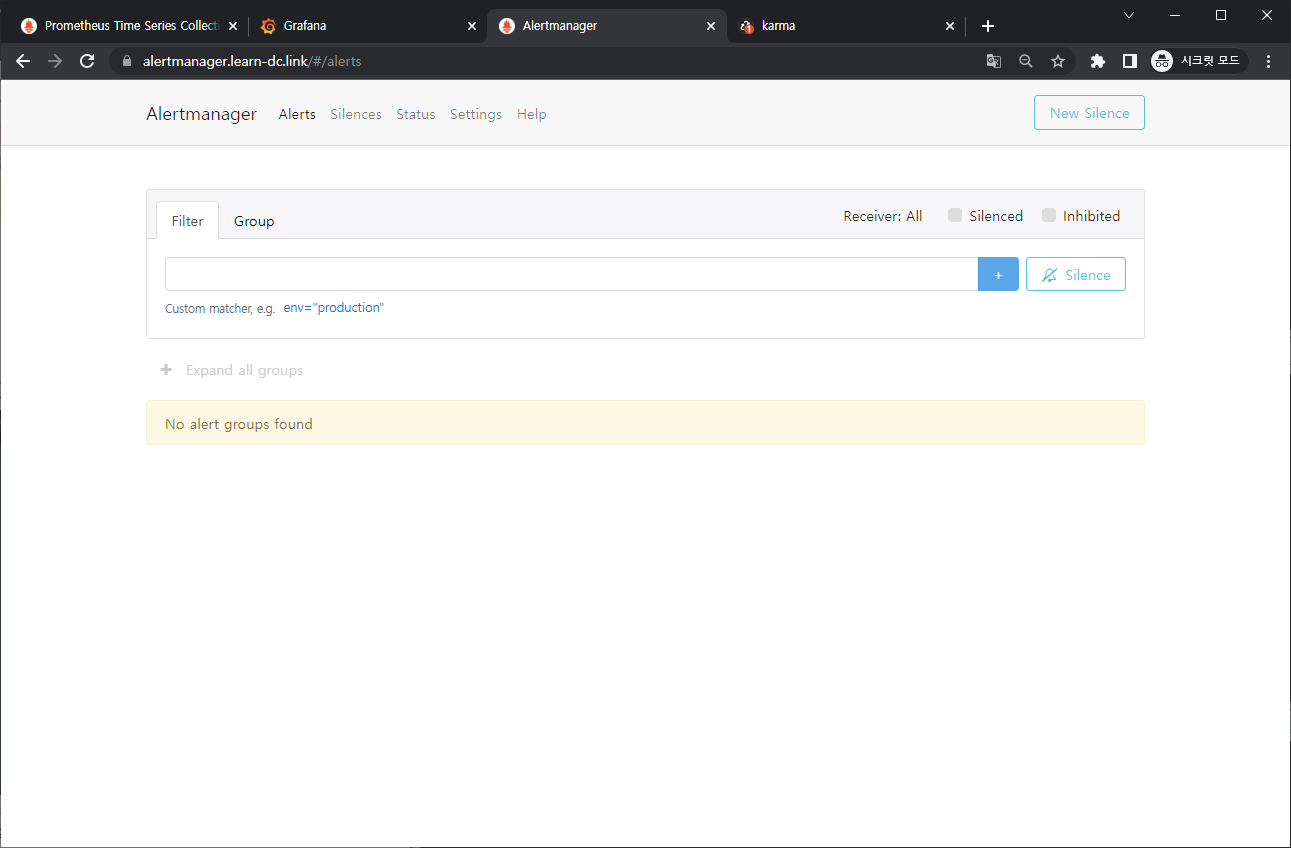 Prometheus Time Series Collecti
Grafana
Alertmanager
karma
alertmanager.learn-dc.link/#/alerts
시크릿 모드
Alertmanager Alerts Silences Status Settings Help New Silence
Filter Group Receiver: All Silenced Inhibited
+ Silence
Custom matcher, e.g. env="production"
+ Expand all groups
No alert groups found